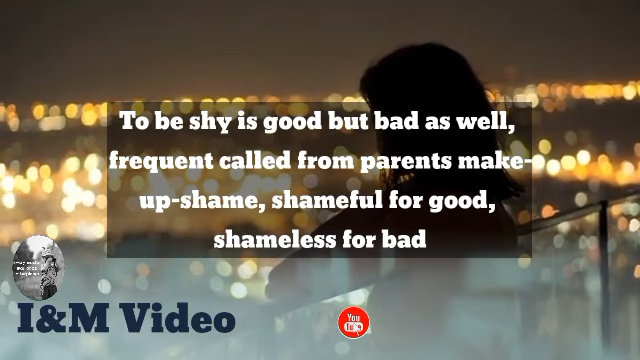 To be shy is good but bad as well,
frequent called from parents make-
up-shame, shameful for good,
shameless for bad
I&M Video
You